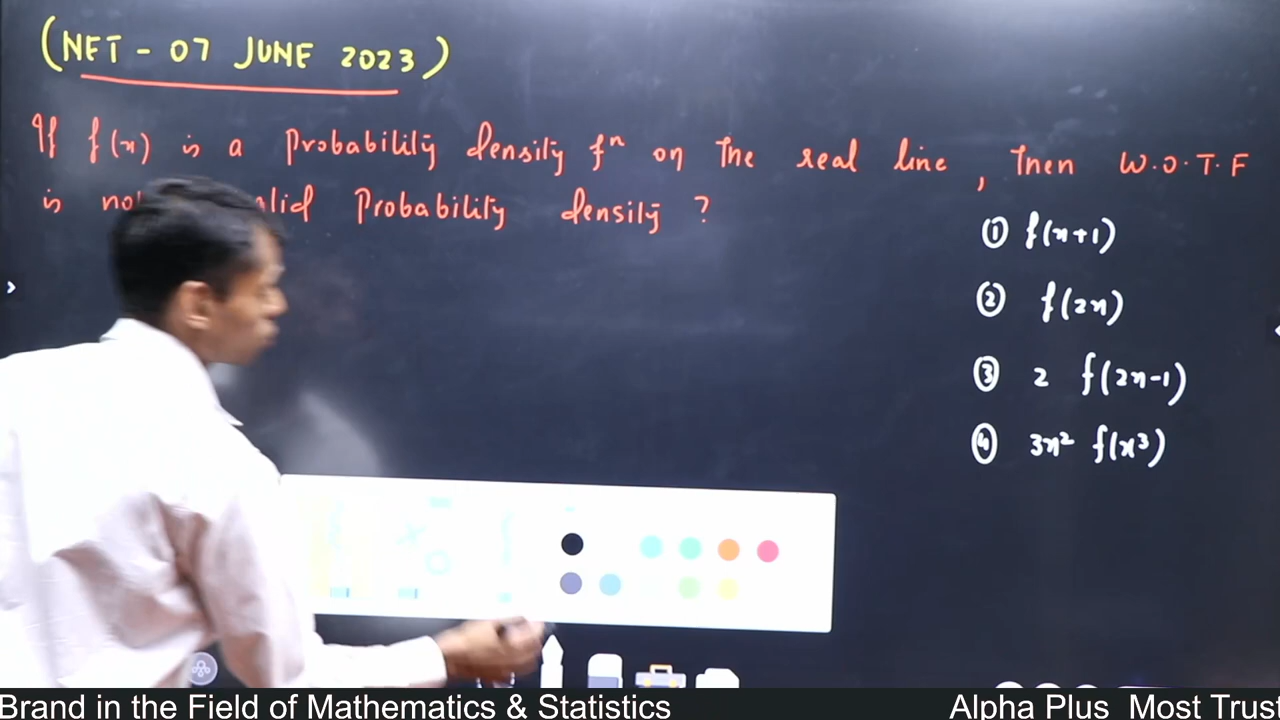 (NET - 07 JUNE 2023)
If f(x) is a Probability density fⁿ on the real line, then W.O.T.F
is Probability density ?
① f(x+1)
② f(2x)
③ 2 f(2x-1)
④ 3x² f(x³)
Brand in the Field of Mathematics & Statistics Alpha Plus Most Trust